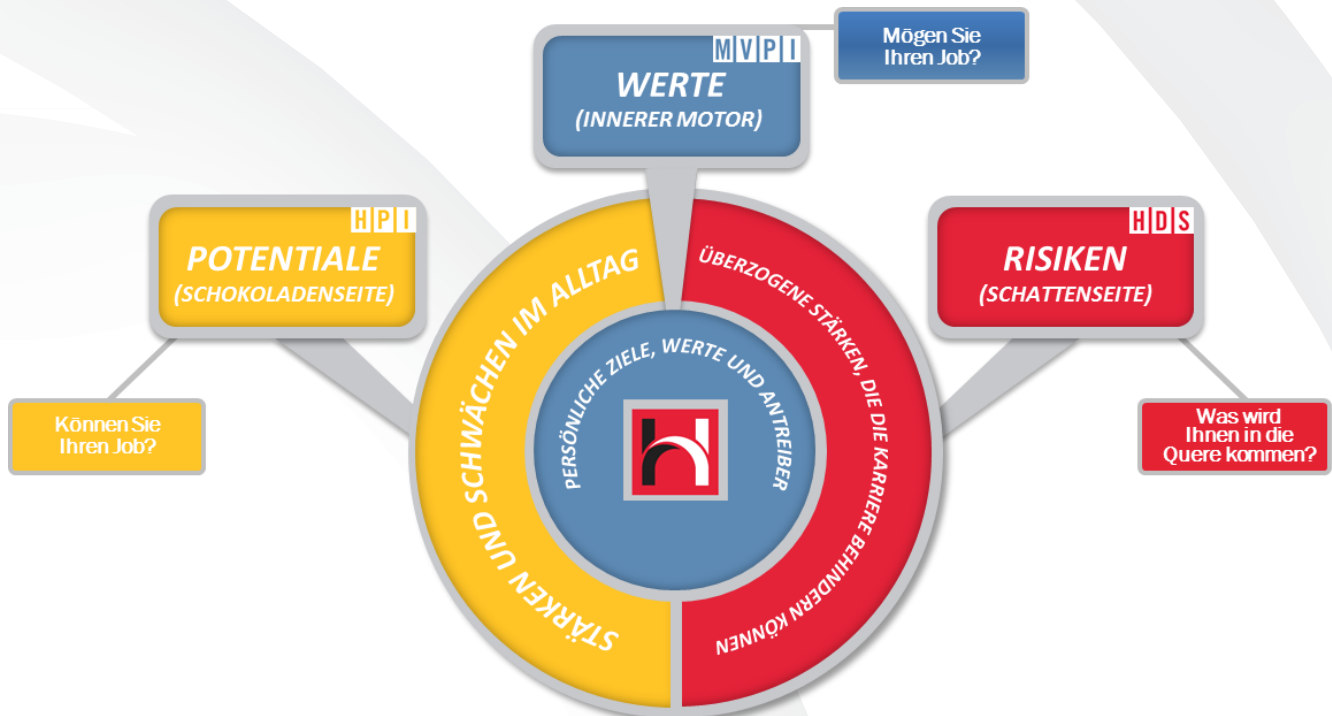 Mögen Sie
Ihren Job?
MVPI
WERTE
(INNERER MOTOR)
HPI
POTENTIALE
(SCHOKOLADENSEITE)
HDS
RISIKEN
(SCHATTENSEITE)
Können Sie
Ihren Job?
Was wird
Ihnen in die
Quere kommen?
STÄRKEN UND SCHWÄCHEN IM ALLTAG
PERSÖNLICHE ZIELE, WERTE UND ANTREIBER
ÜBERZOGENE STÄRKEN, DIE DIE KARRIERE BEHINDERN KÖNNEN